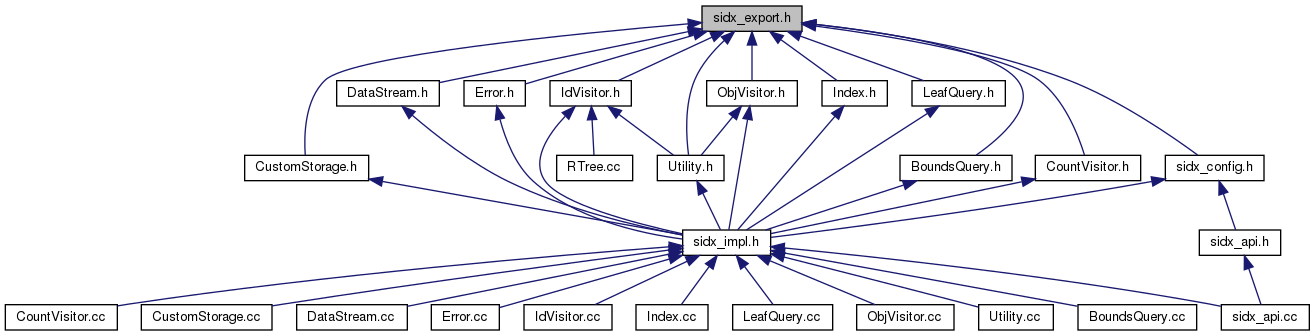 sidx_export.h
DataStream.h
Error.h
IdVisitor.h
ObjVisitor.h
Index.h
LeafQuery.h
CustomStorage.h
RTree.cc
Utility.h
BoundsQuery.h
CountVisitor.h
sidx_config.h
sidx_impl.h
sidx_api.h
CountVisitor.cc
CustomStorage.cc
DataStream.cc
Error.cc
IdVisitor.cc
Index.cc
LeafQuery.cc
ObjVisitor.cc
Utility.cc
BoundsQuery.cc
sidx_api.cc